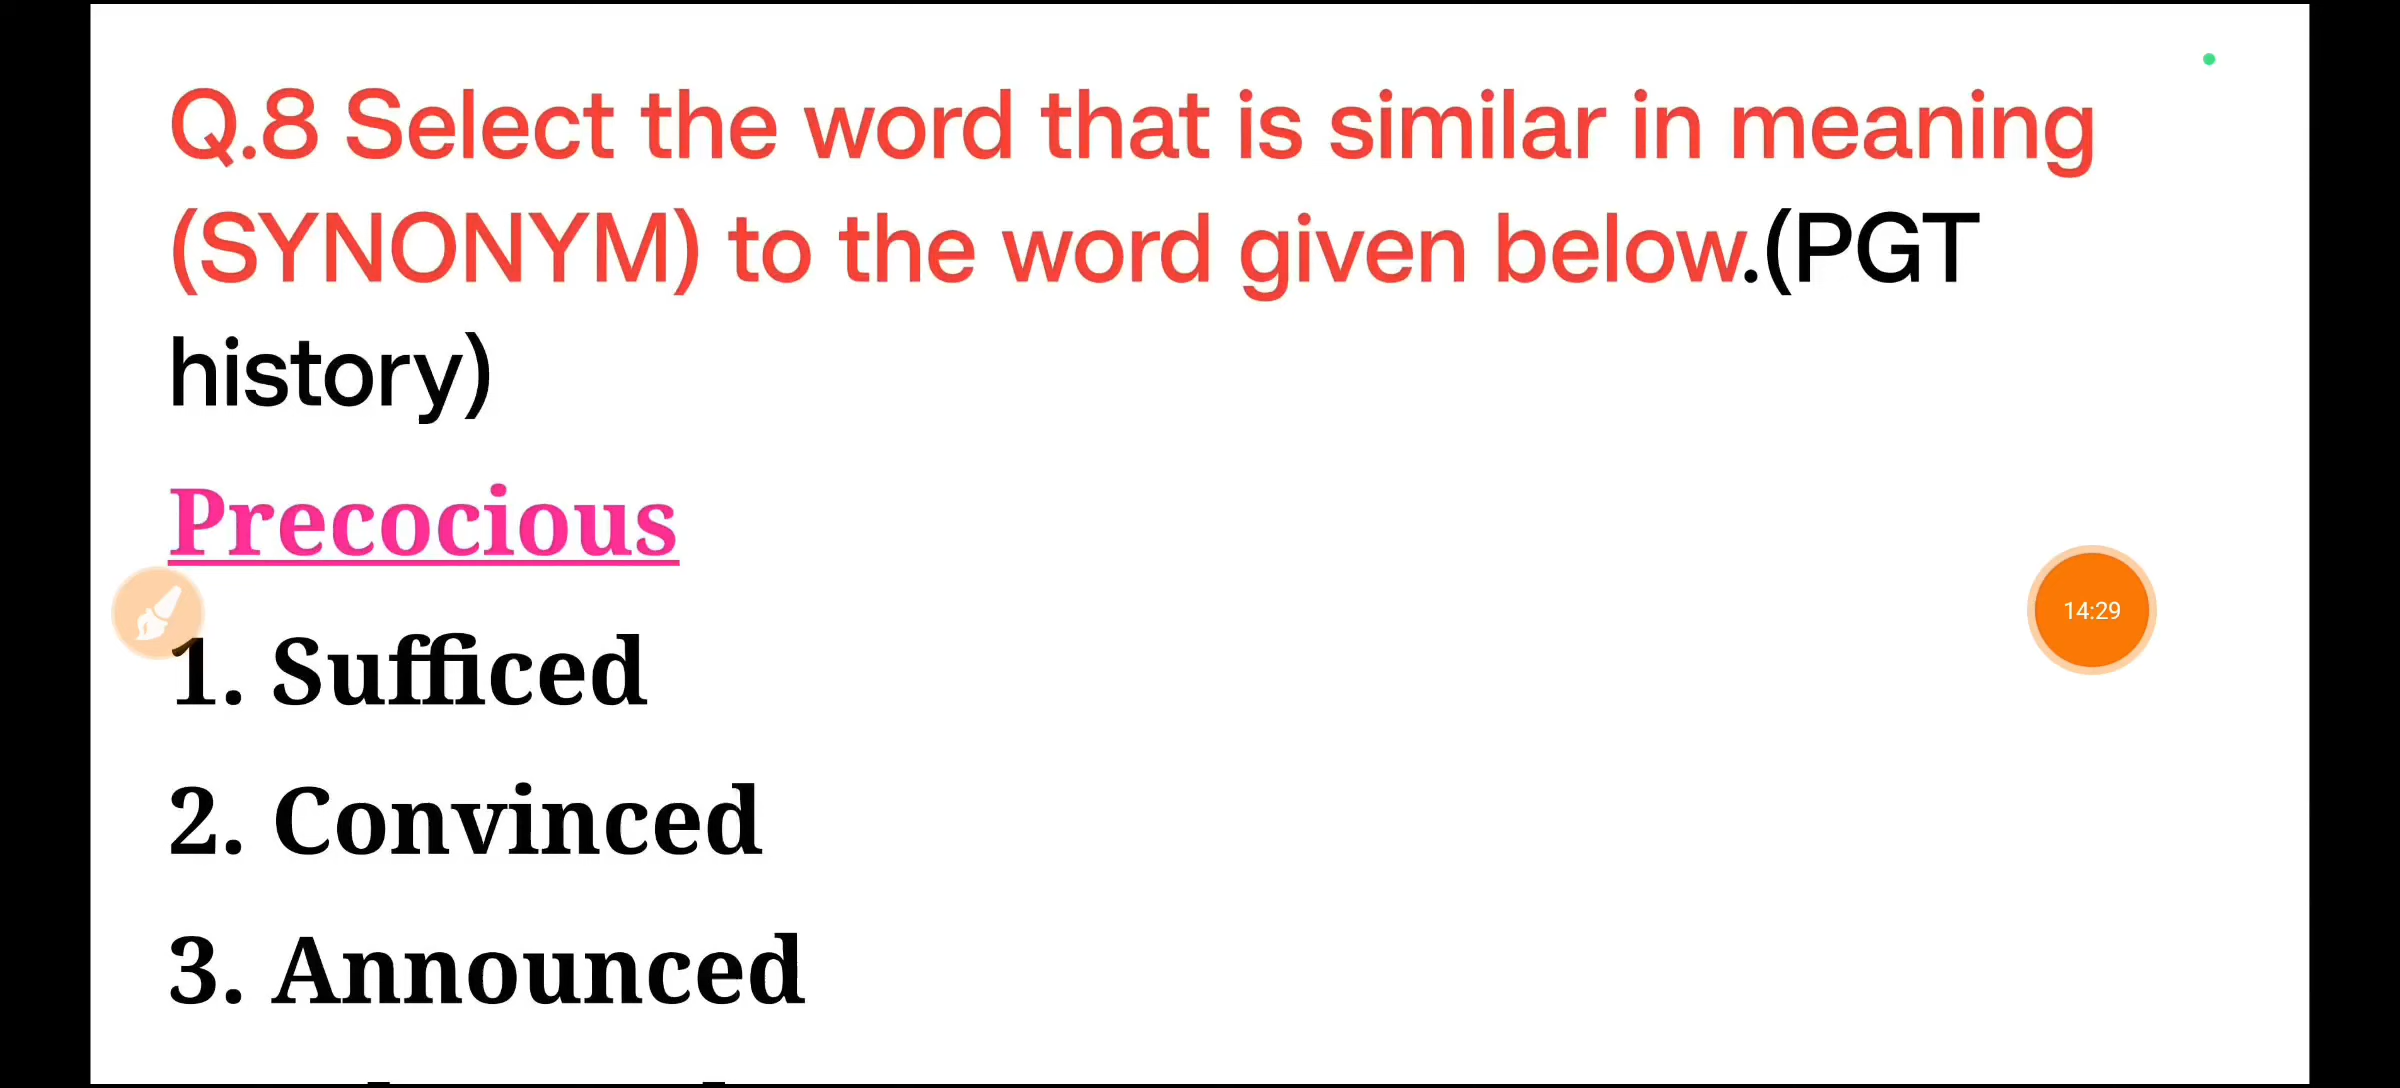 Q.8 Select the word that is similar in meaning
(SYNONYM) to the word given below.(PGT
history)
Precocious
1. Sufficed
14:29
2. Convinced
3. Announced